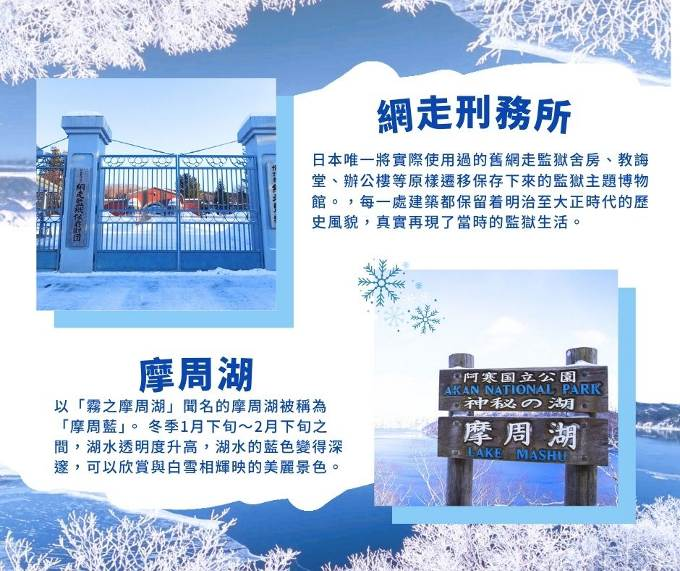 網走刑務所
日本唯一將實際使用過的舊網走監獄舍房、教誨
堂、辦公樓等原樣遷移保存下來的監獄主題博物
館。，每一處建築都保留着明治至大正時代的歷
史風貌，真實再現了當時的監獄生活。
網走監獄保存財団
摩周湖
以「霧之摩周湖」聞名的摩周湖被稱為
「摩周藍」。 冬季1月下旬～2月下旬之
間，湖水透明度升高，湖水的藍色變得深
邃，可以欣賞與白雪相輝映的美麗景色。
阿寒国立公園
AKAN NATIONAL PARK
神秘の湖
摩周湖
LAKE MASHU